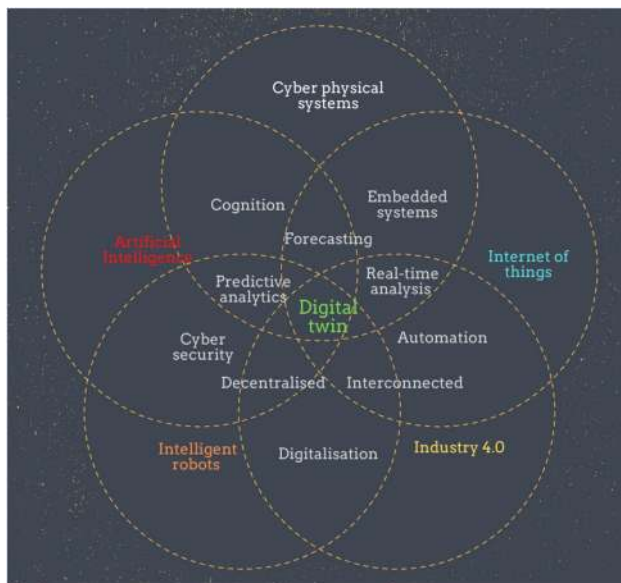 Cyber physical
systems
Cognition
Embedded
systems
Forecasting
Artificial
Intelligence
Internet of
things
Predictive
analytics
Real-time
analysis
Digital
twin
Cyber
security
Automation
Decentralised
Interconnected
Intelligent
robots
Digitalisation
Industry 4.0